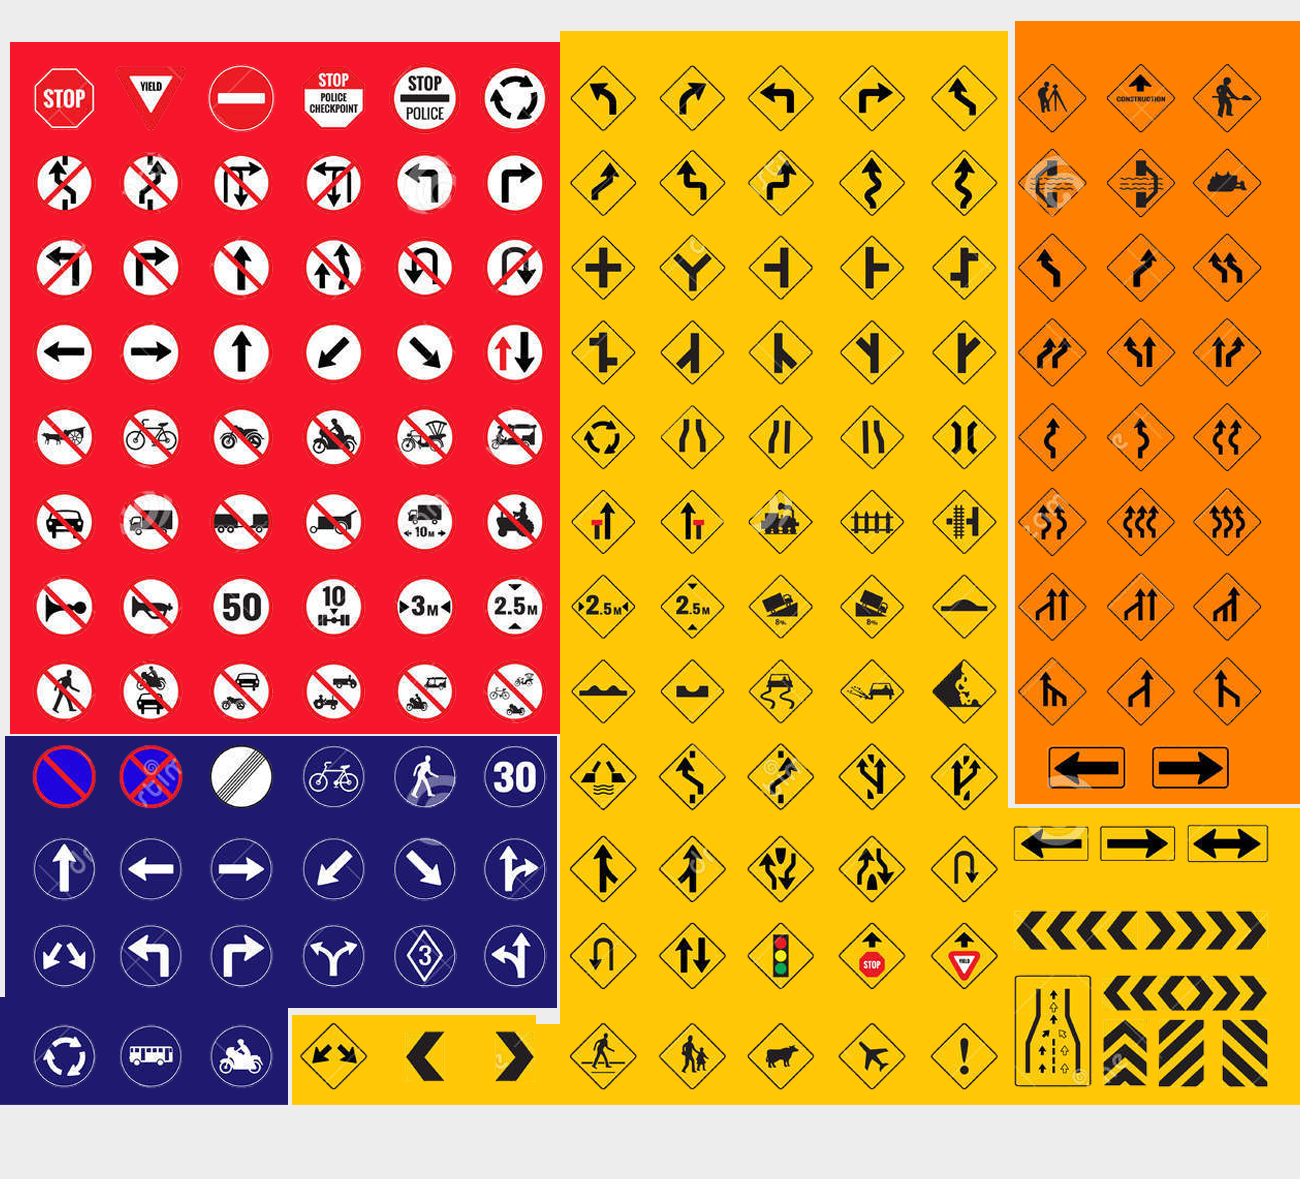 STOP
YIELD
STOP
POLICE
CHECKPOINT
STOP
POLICE
CONSTRUCTION
10M
50
10
3M
2.5M
2.5M
2.5M
8%
8%
30
3
STOP
YIELD